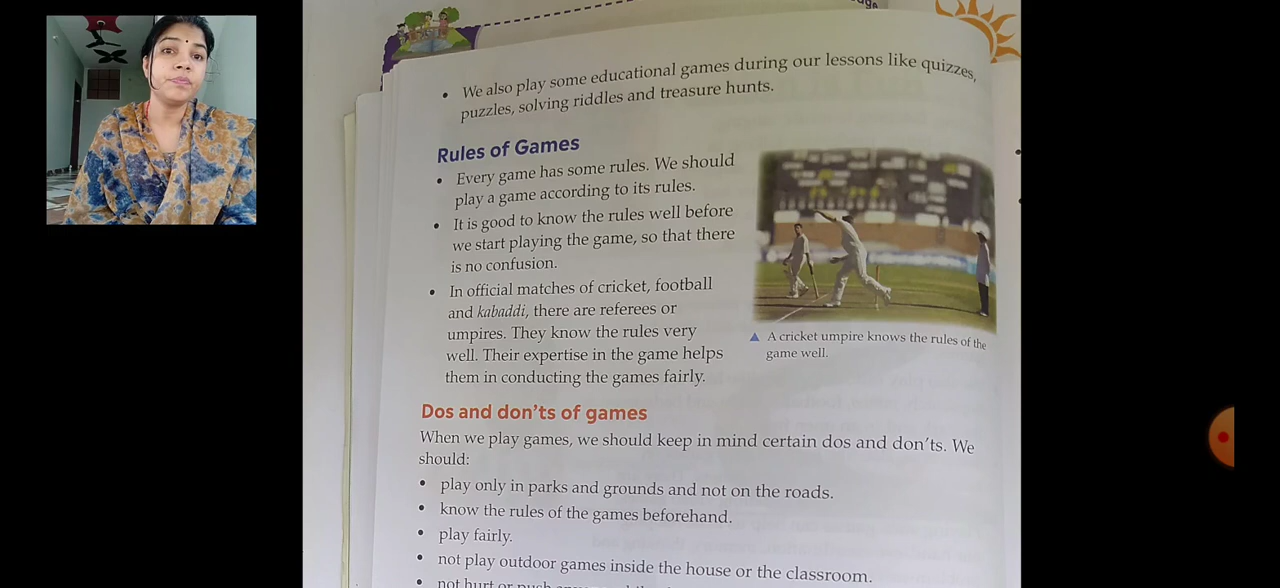 We also play some educational games during our lessons like quizzes,
puzzles, solving riddles and treasure hunts.
Rules of Games
Every game has some rules. We should
play a game according to its rules.
It is good to know the rules well before
we start playing the game, so that there
is no confusion.
In official matches of cricket, football
and kabaddi, there are referees or
umpires. They know the rules very
well. Their expertise in the game helps
them in conducting the games fairly.
▲ A cricket umpire knows the rules of the
game well.
Dos and don'ts of games
When we play games, we should keep in mind certain dos and don'ts. We
should:
• play only in parks and grounds and not on the roads.
• know the rules of the games beforehand.
• play fairly.
• not play outdoor games inside the house or the classroom.
• not hurt or push